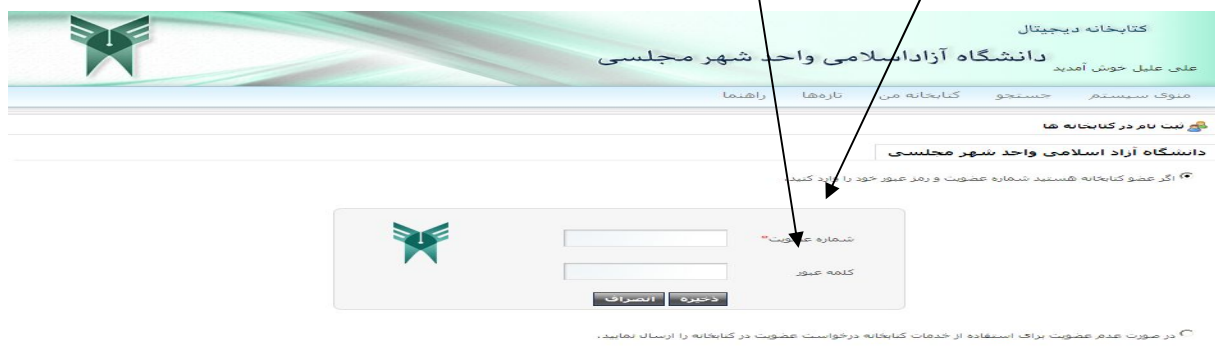 کتابخانه دیجیتال
دانشگاه آزاداسلامی واحد شهر مجلسی
علی علیل خوش آمدید
منوی سیستم جستجو کتابخانه من تازه‌ها راهنما
ثبت نام در کتابخانه ها
دانشگاه آزاد اسلامی واحد شهر مجلسی
اگر عضو کتابخانه هستید شماره عضویت و رمز عبور خود را وارد کنید.
شماره عضویت*
کلمه عبور
ذخیره انصراف
در صورت عدم عضویت برای استفاده از خدمات کتابخانه درخواست عضویت در کتابخانه را ارسال نمایید.